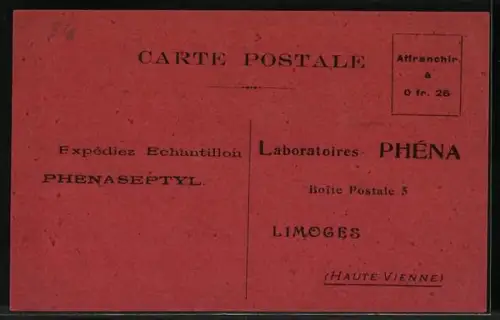 CARTE POSTALE
Affranchir
à
0 fr. 25
Expédiez Echantillon
PHENASEPTYL.
Laboratoires PHÉNA
Boîte Postale 5
LIMOGES
(HAUTE-VIENNE)